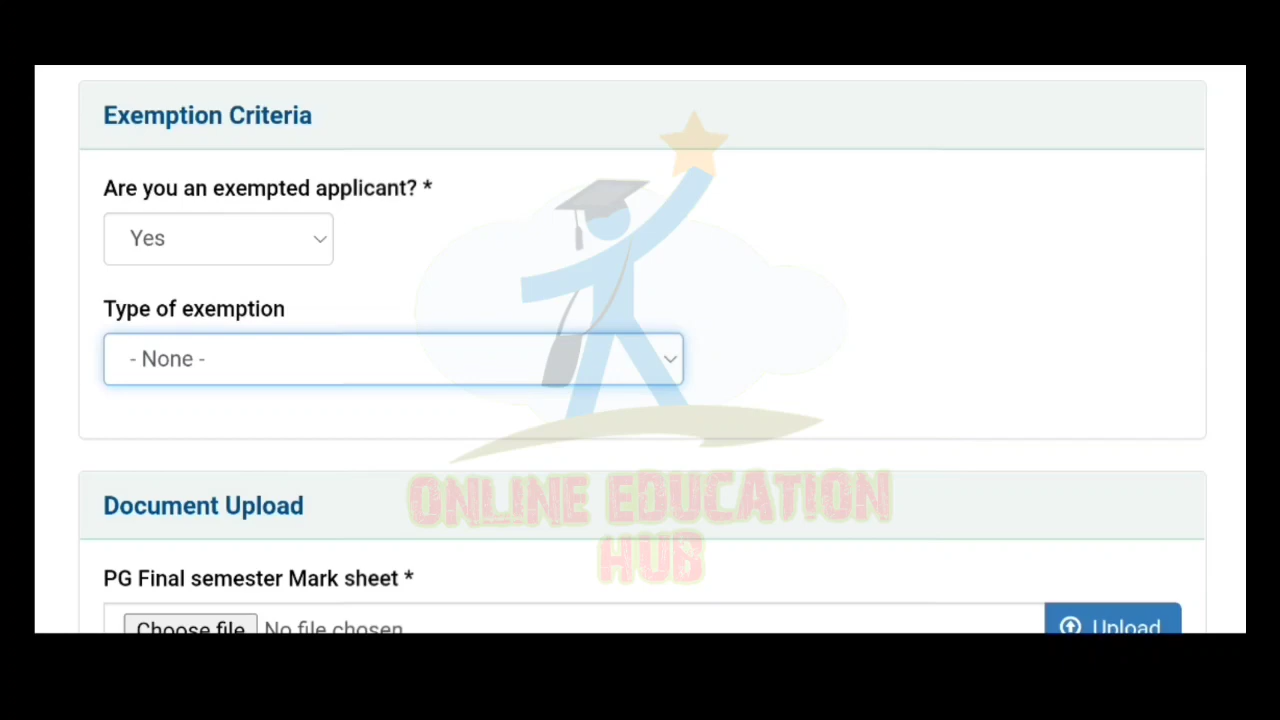 Exemption Criteria
Are you an exempted applicant? *
Yes
Type of exemption
- None -
ONLINE EDUCATION
HUB
Document Upload
PG Final semester Mark sheet *
Choose file No file chosen
Upload